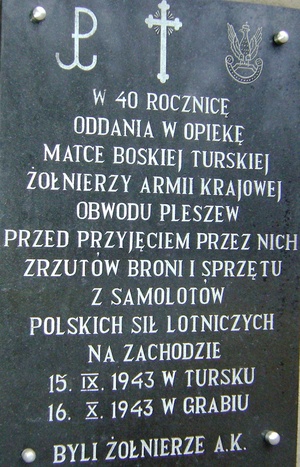 W 40 ROCZNICĘ
ODDANIA W OPIEKĘ
MATCE BOSKIEJ TURSKIEJ
ŻOŁNIERZY ARMII KRAJOWEJ
OBWODU PLESZEW
PRZED PRZYJĘCIEM PRZEZ NICH
ZRZUTÓW BRONI I SPRZĘTU
Z SAMOLOTÓW
POLSKICH SIŁ LOTNICZYCH
NA ZACHODZIE
15. IX. 1943 W TURSKU
16. X. 1943 W GRABIU
BYLI ŻOŁNIERZE A.K.